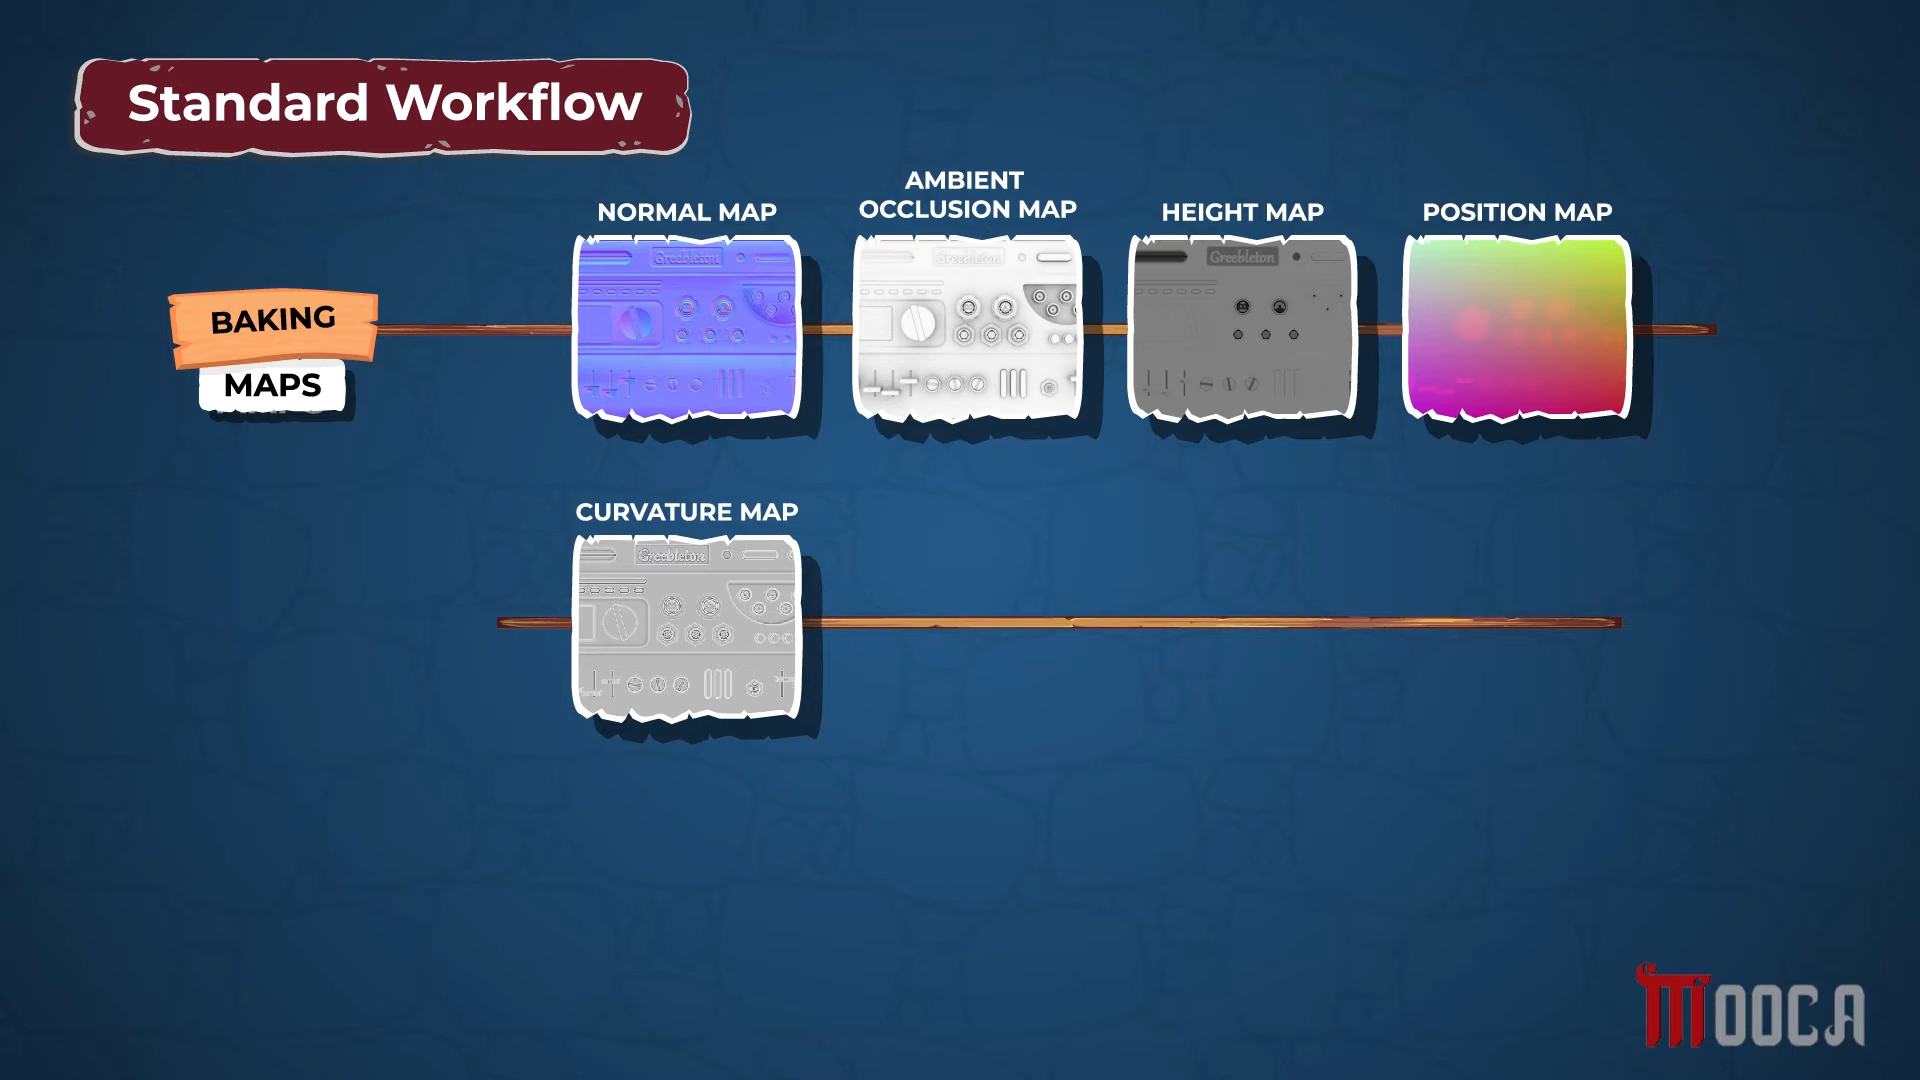 Standard Workflow
BAKING
MAPS
NORMAL MAP
AMBIENT
OCCLUSION MAP
HEIGHT MAP
POSITION MAP
Greebleton
Greebleton
Greebleton
CURVATURE MAP
Greebleton
MOOCA